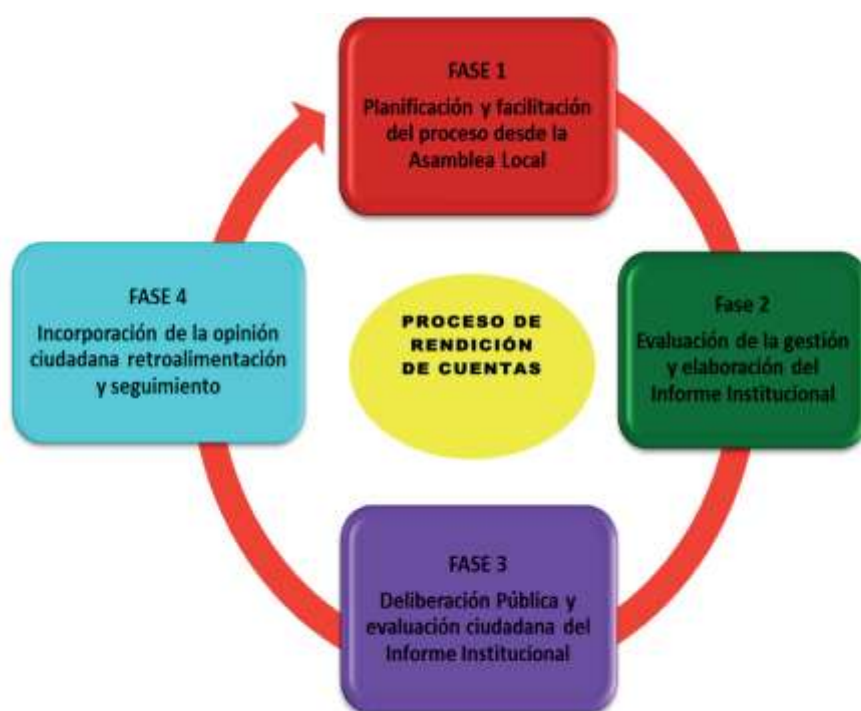 FASE 1
Planificación y facilitación
del proceso desde la
Asamblea Local
FASE 4
Incorporación de la opinión
ciudadana retroalimentación
y seguimiento
PROCESO DE
RENDICIÓN
DE CUENTAS
Fase 2
Evaluación de la gestión
y elaboración del
Informe Institucional
FASE 3
Deliberación Pública y
evaluación ciudadana del
Informe Institucional